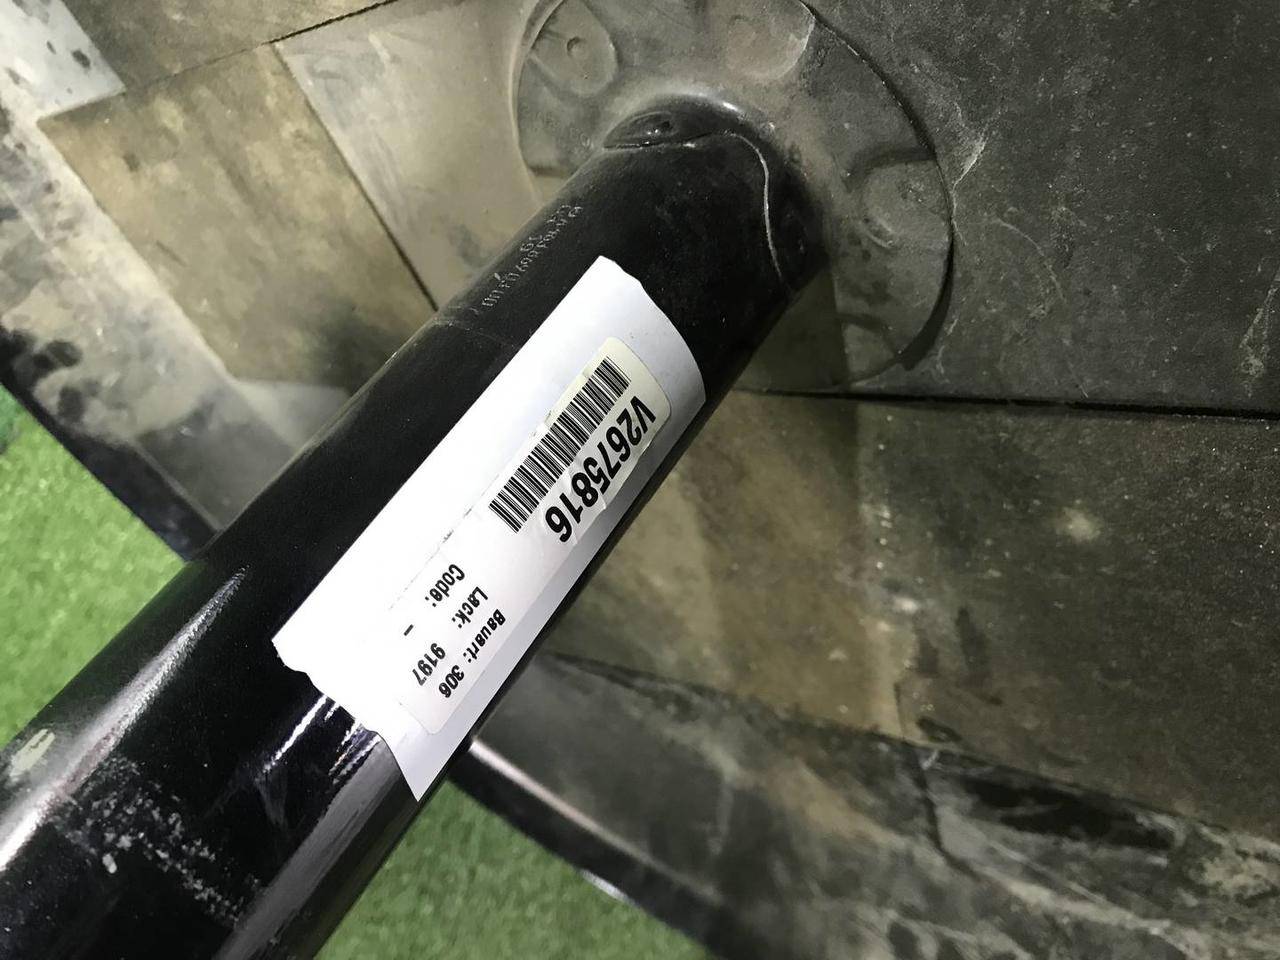 V2675816
Bauart: 306
Lack: 9197
Code: –